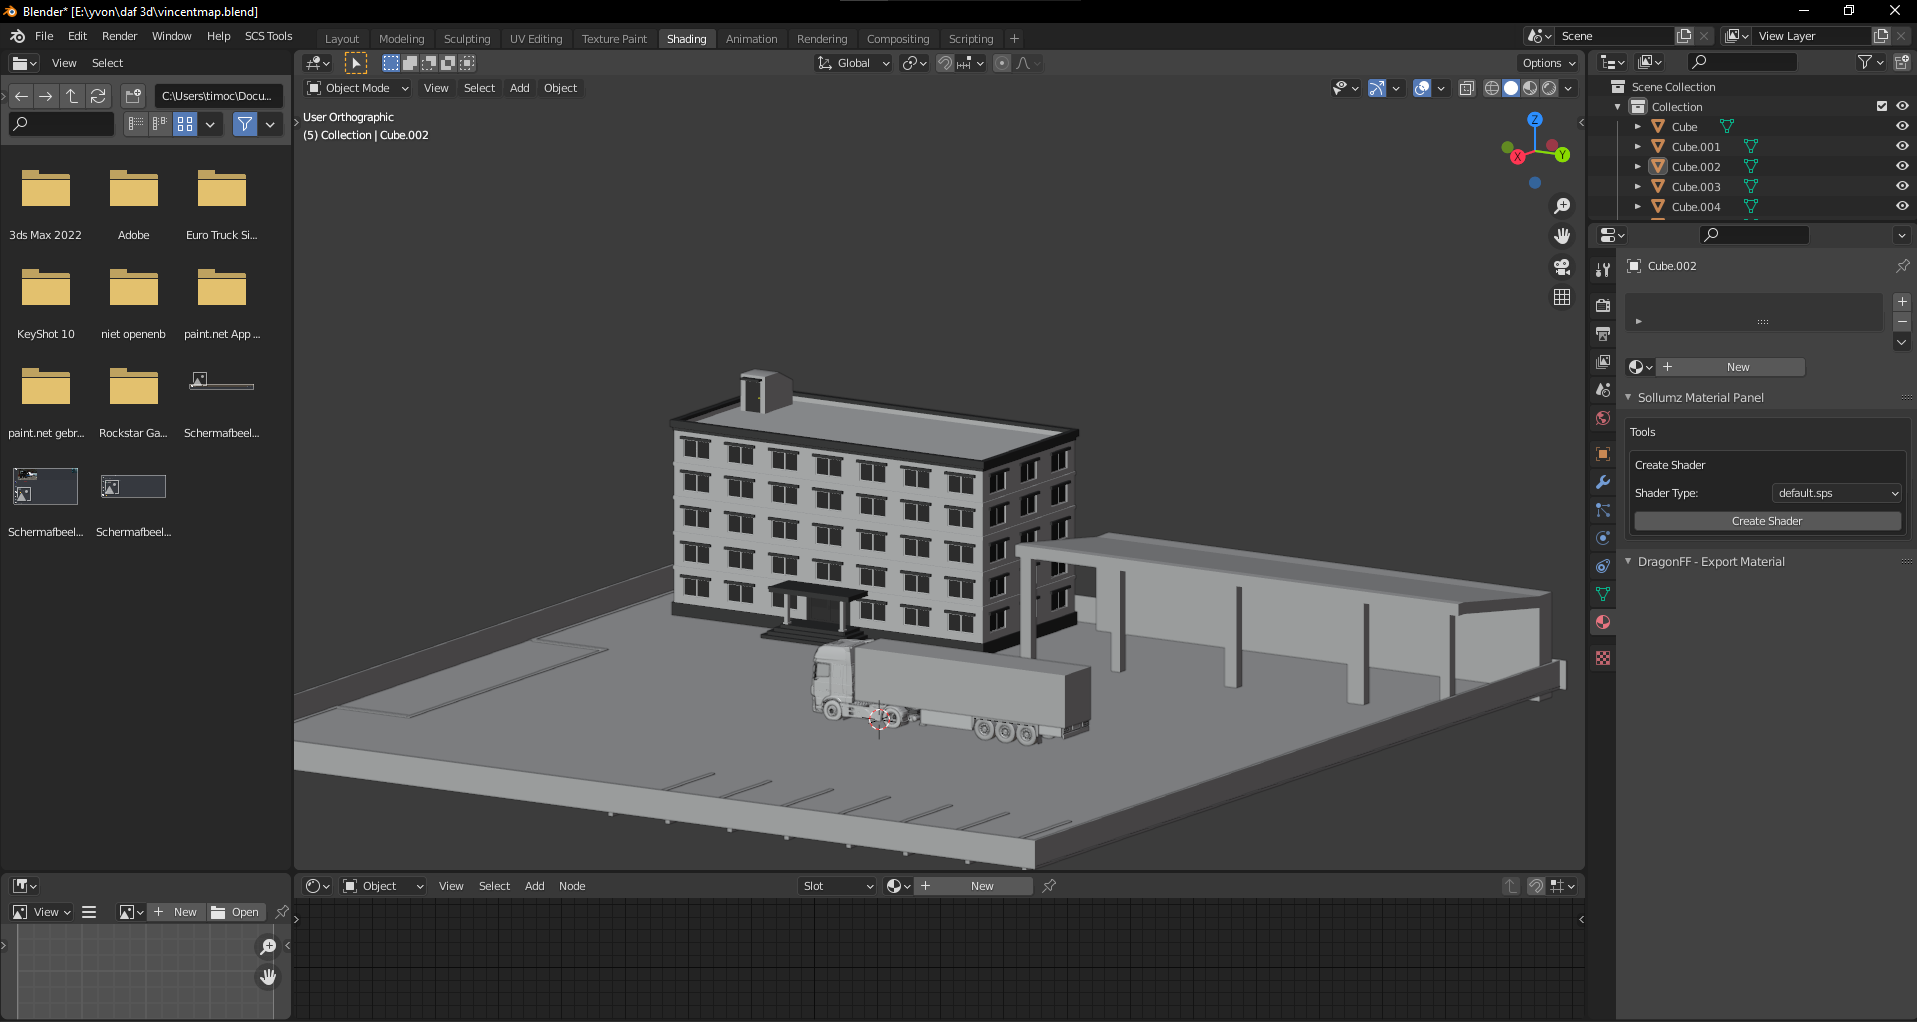 Blender* [E:\yvon\daf 3d\vincentmap.blend]
File Edit Render Window Help SCS Tools
Layout Modeling Sculpting UV Editing Texture Paint Shading Animation Rendering Compositing Scripting +
Scene
View Layer
View Select
Global
Options
C:\Users\timoc\Docu...
Object Mode View Select Add Object
User Orthographic
(5) Collection | Cube.002
Z
X
Y
3ds Max 2022
Adobe
Euro Truck Si...
KeyShot 10
niet openenb
paint.net App ...
paint.net gebr...
Rockstar Ga...
Schermafbeel...
Schermafbeel...
Schermafbeel...
Scene Collection
Collection
Cube
Cube.001
Cube.002
Cube.003
Cube.004
Cube.002
New
Sollumz Material Panel
Tools
Create Shader
Shader Type: default.sps
Create Shader
DragonFF - Export Material
Object View Select Add Node
Slot
New
View
New
Open